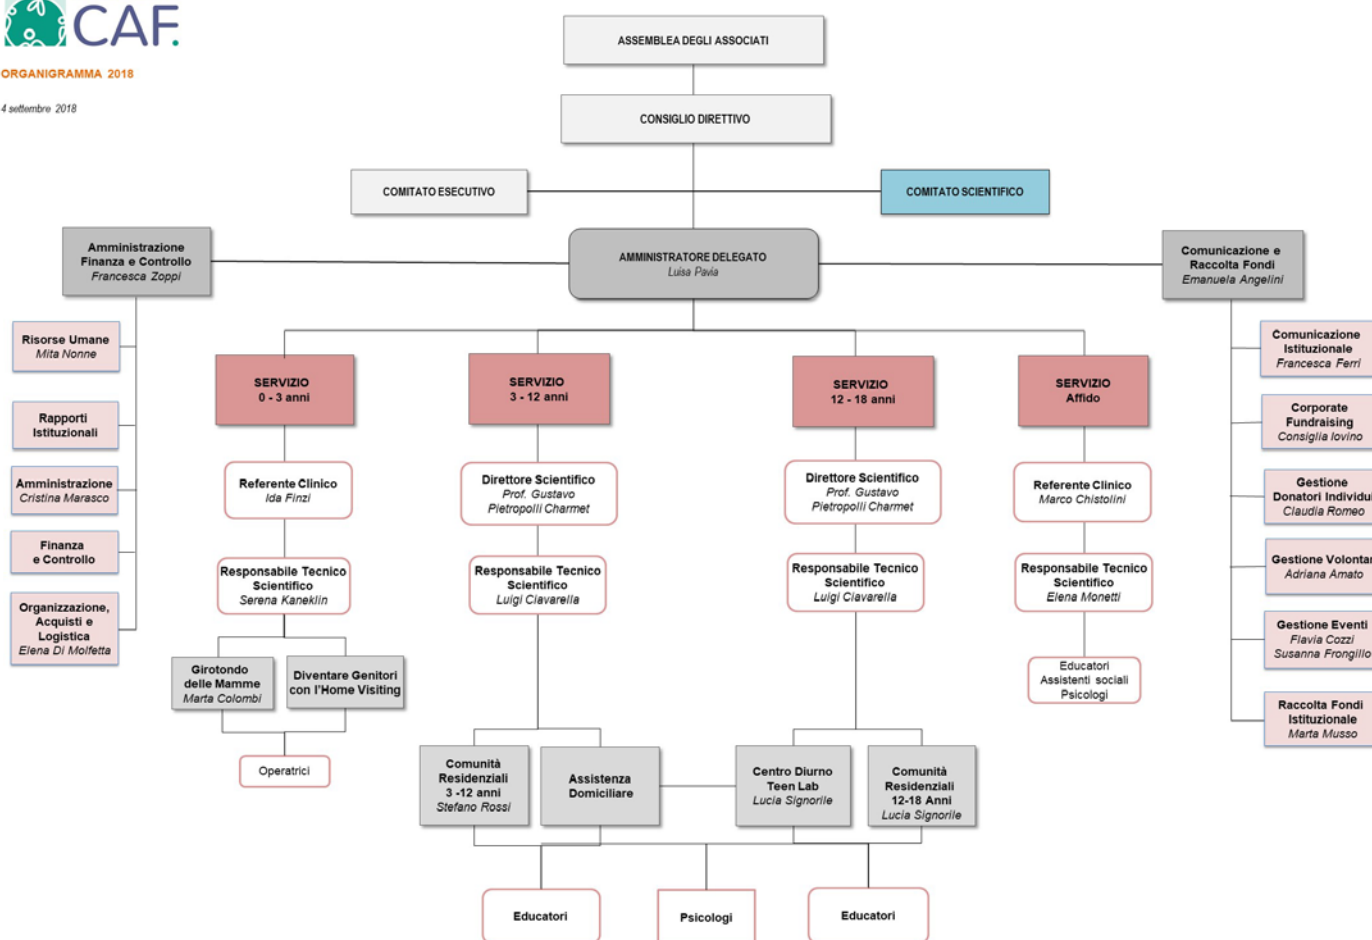 CAF.
ORGANIGRAMMA 2018
4 settembre 2018
ASSEMBLEA DEGLI ASSOCIATI
CONSIGLIO DIRETTIVO
COMITATO ESECUTIVO
COMITATO SCIENTIFICO
Amministrazione
Finanza e Controllo
Francesca Zoppi
AMMINISTRATORE DELEGATO
Luisa Pavia
Comunicazione e
Raccolta Fondi
Emanuela Angelini
Risorse Umane
Mita Nonne
Rapporti
Istituzionali
Amministrazione
Cristina Marasco
Finanza
e Controllo
Organizzazione,
Acquisti e
Logistica
Elena Di Molfetta
SERVIZIO
0 - 3 anni
Referente Clinico
Ida Finzi
Responsabile Tecnico
Scientifico
Serena Kaneklin
Girotondo
delle Mamme
Marta Colombi
Diventare Genitori
con l'Home Visiting
Operatrici
SERVIZIO
3 - 12 anni
Direttore Scientifico
Prof. Gustavo
Pietropolli Charmet
Responsabile Tecnico
Scientifico
Luigi Ciavarella
Comunità
Residenziali
3 -12 anni
Stefano Rossi
Assistenza
Domiciliare
SERVIZIO
12 - 18 anni
Direttore Scientifico
Prof. Gustavo
Pietropolli Charmet
Responsabile Tecnico
Scientifico
Luigi Ciavarella
Centro Diurno
Teen Lab
Lucia Signorile
Comunità
Residenziali
12-18 Anni
Lucia Signorile
Educatori
Psicologi
Educatori
SERVIZIO
Affido
Referente Clinico
Marco Chistolini
Responsabile Tecnico
Scientifico
Elena Monetti
Educatori
Assistenti sociali
Psicologi
Comunicazione
Istituzionale
Francesca Ferri
Corporate
Fundraising
Consiglia Iovino
Gestione
Donatori Individu
Claudia Romeo
Gestione Volontar
Adriana Amato
Gestione Eventi
Flavia Cozzi
Susanna Frongillo
Raccolta Fondi
Istituzionale
Marta Musso